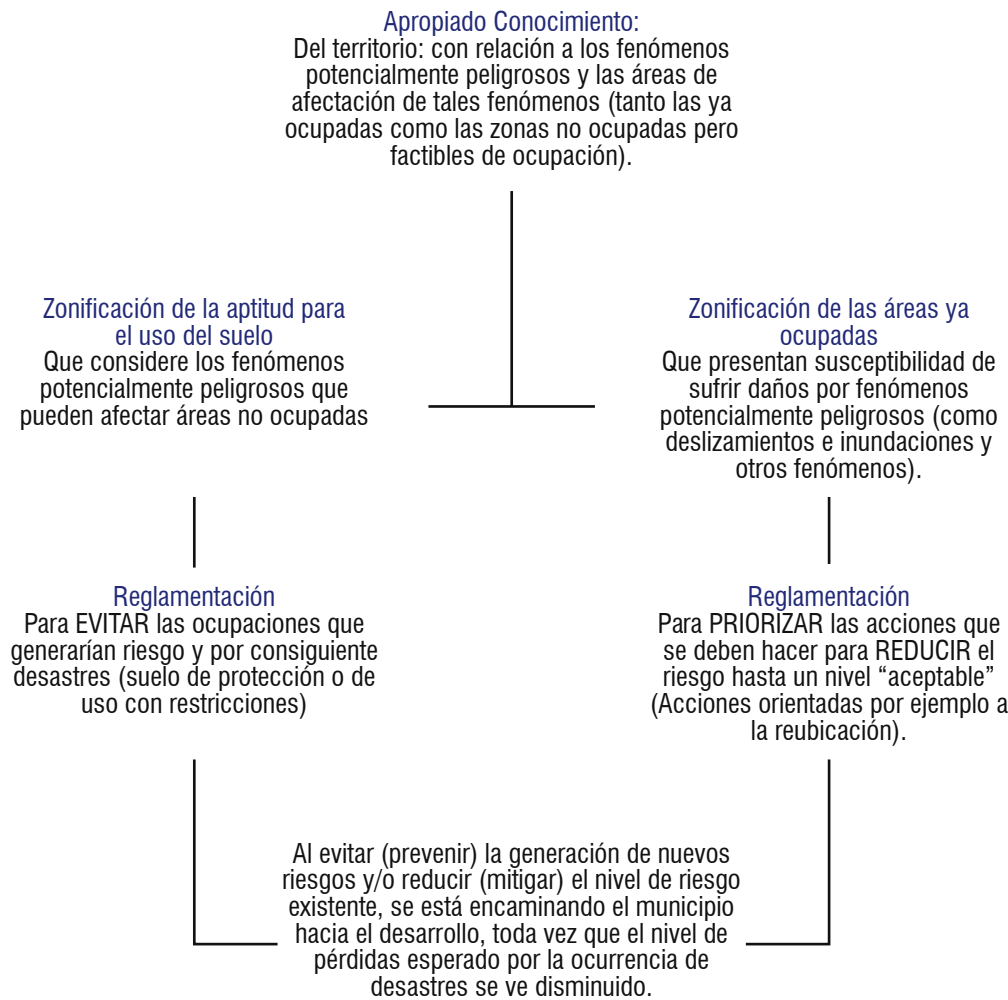 Apropiado Conocimiento:
Del territorio: con relación a los fenómenos
potencialmente peligrosos y las áreas de
afectación de tales fenómenos (tanto las ya
ocupadas como las zonas no ocupadas pero
factibles de ocupación).
Zonificación de la aptitud para
el uso del suelo
Que considere los fenómenos
potencialmente peligrosos que
pueden afectar áreas no ocupadas
Zonificación de las áreas ya
ocupadas
Que presentan susceptibilidad de
sufrir daños por fenómenos
potencialmente peligrosos (como
deslizamientos e inundaciones y
otros fenómenos).
Reglamentación
Para EVITAR las ocupaciones que
generarían riesgo y por consiguiente
desastres (suelo de protección o de
uso con restricciones)
Reglamentación
Para PRIORIZAR las acciones que
se deben hacer para REDUCIR el
riesgo hasta un nivel “aceptable”
(Acciones orientadas por ejemplo a
la reubicación).
Al evitar (prevenir) la generación de nuevos
riesgos y/o reducir (mitigar) el nivel de riesgo
existente, se está encaminando el municipio
hacia el desarrollo, toda vez que el nivel de
pérdidas esperado por la ocurrencia de
desastres se ve disminuido.